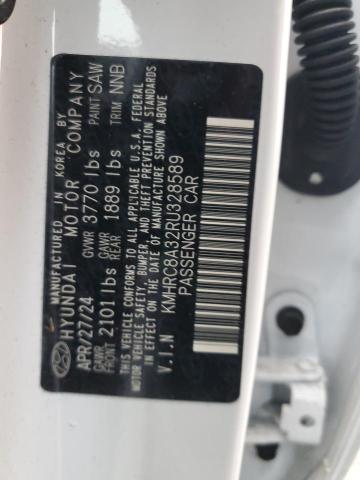 MANUFACTURED IN KOREA BY
HYUNDAI MOTOR COMPANY
APR/27/24 GVWR 3770 lbs PAINT SAW
GAWR FRONT 2101 lbs GAWR REAR 1889 lbs TRIM NNB
THIS VEHICLE CONFORMS TO ALL APPLICABLE U.S.A. FEDERAL
MOTOR VEHICLE SAFETY, BUMPER, AND THEFT PREVENTION STANDARDS
IN EFFECT ON THE DATE OF MANUFACTURE SHOWN ABOVE.
V.I.N KMHRC8A32RU328589
PASSENGER CAR